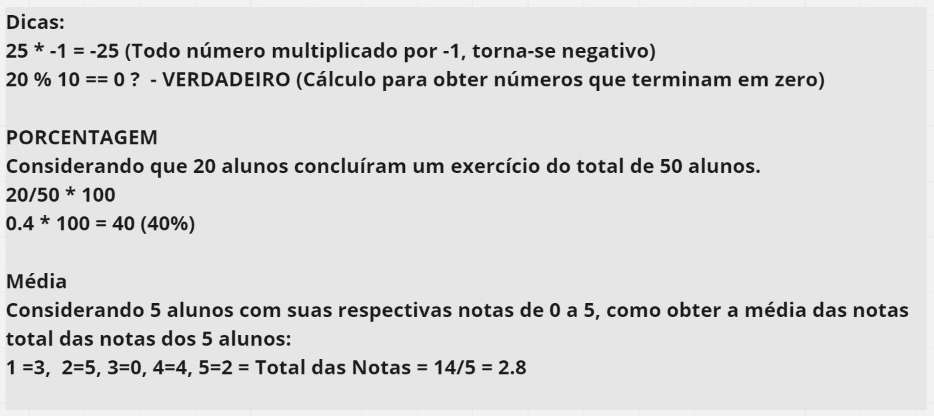 Dicas:
25 * -1 = -25 (Todo número multiplicado por -1, torna-se negativo)
20 % 10 == 0 ?  - VERDADEIRO (Cálculo para obter números que terminam em zero)
PORCENTAGEM
Considerando que 20 alunos concluíram um exercício do total de 50 alunos.
20/50 * 100
0.4 * 100 = 40 (40%)
Média
Considerando 5 alunos com suas respectivas notas de 0 a 5, como obter a média das notas
total das notas dos 5 alunos:
1 =3,  2=5, 3=0, 4=4, 5=2 = Total das Notas = 14/5 = 2.8